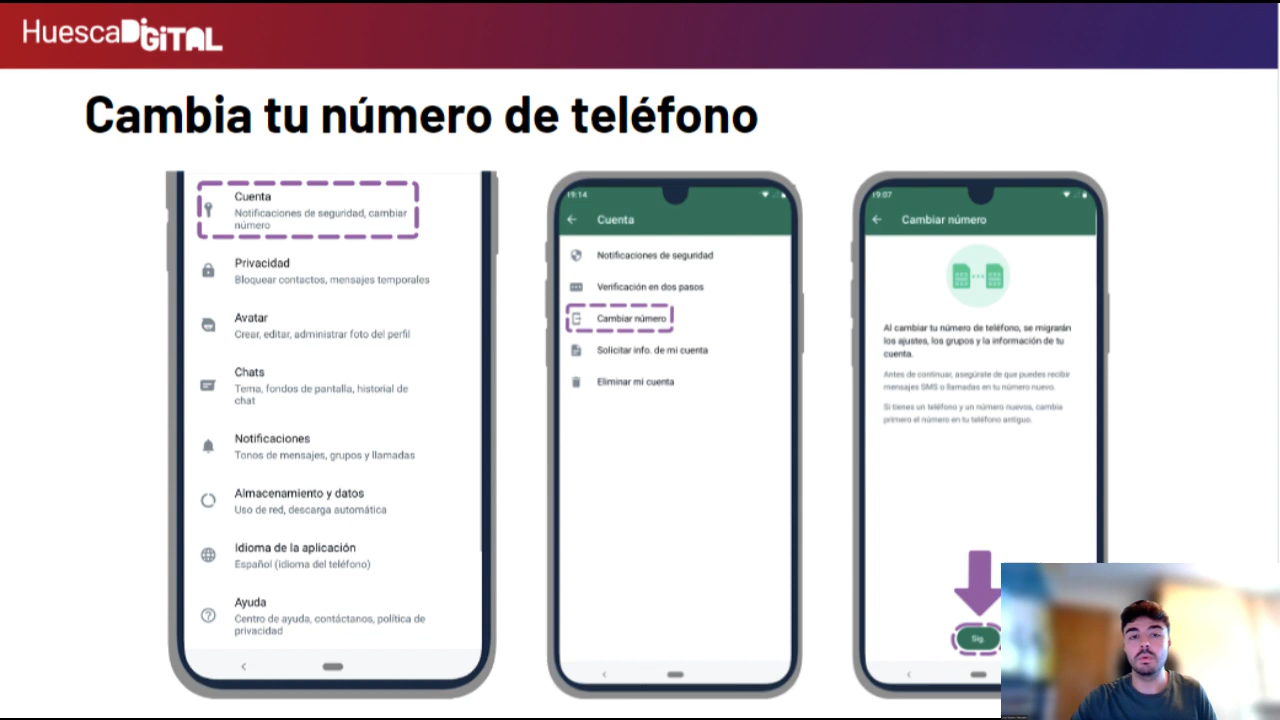 HuescaDIGITAL
Cambia tu número de teléfono
Cuenta
Notificaciones de seguridad, cambiar
número
Privacidad
Bloquear contactos, mensajes temporales
Avatar
Crear, editar, administrar foto del perfil
Chats
Tema, fondos de pantalla, historial de
chat
Notificaciones
Tonos de mensajes, grupos y llamadas
Almacenamiento y datos
Uso de red, descarga automática
Idioma de la aplicación
Español (idioma del teléfono)
Ayuda
Centro de ayuda, contáctanos, política de
privacidad
19:14
Cuenta
Notificaciones de seguridad
Verificación en dos pasos
Cambiar número
Solicitar info. de mi cuenta
Eliminar mi cuenta
19:07
Cambiar número
Al cambiar tu número de teléfono, se migrarán
los ajustes, los grupos y la información de tu
cuenta.
Antes de continuar, asegúrate de que puedes recibir
mensajes SMS o llamadas en tu número nuevo.
Si tienes un teléfono y un número nuevos, cambia
primero el número en tu teléfono antiguo.
Sig.